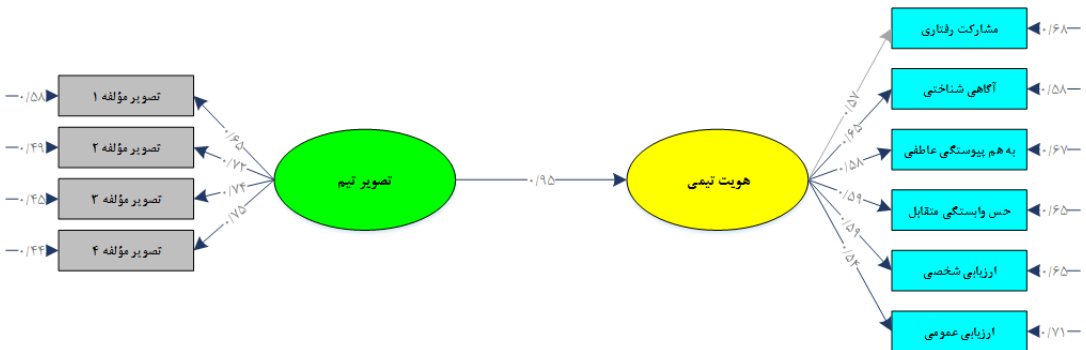 مشارکت رفتاری
۰/۶۸
۰/۵۷
آگاهی شناختی
۰/۵۸
۰/۶۵
به هم پیوستگی عاطفی
۰/۶۷
۰/۵۸
حس وابستگی متقابل
۰/۶۵
۰/۵۹
ارزیابی شخصی
۰/۶۵
۰/۵۹
ارزیابی عمومی
۰/۷۱
۰/۵۴
هویت تیمی
۰/۹۵
تصویر تیم
۰/۶۵
تصویر مؤلفه ۱
۰/۵۸
۰/۷۲
تصویر مؤلفه ۲
۰/۴۹
۰/۷۴
تصویر مؤلفه ۳
۰/۴۵
۰/۷۵
تصویر مؤلفه ۴
۰/۴۴